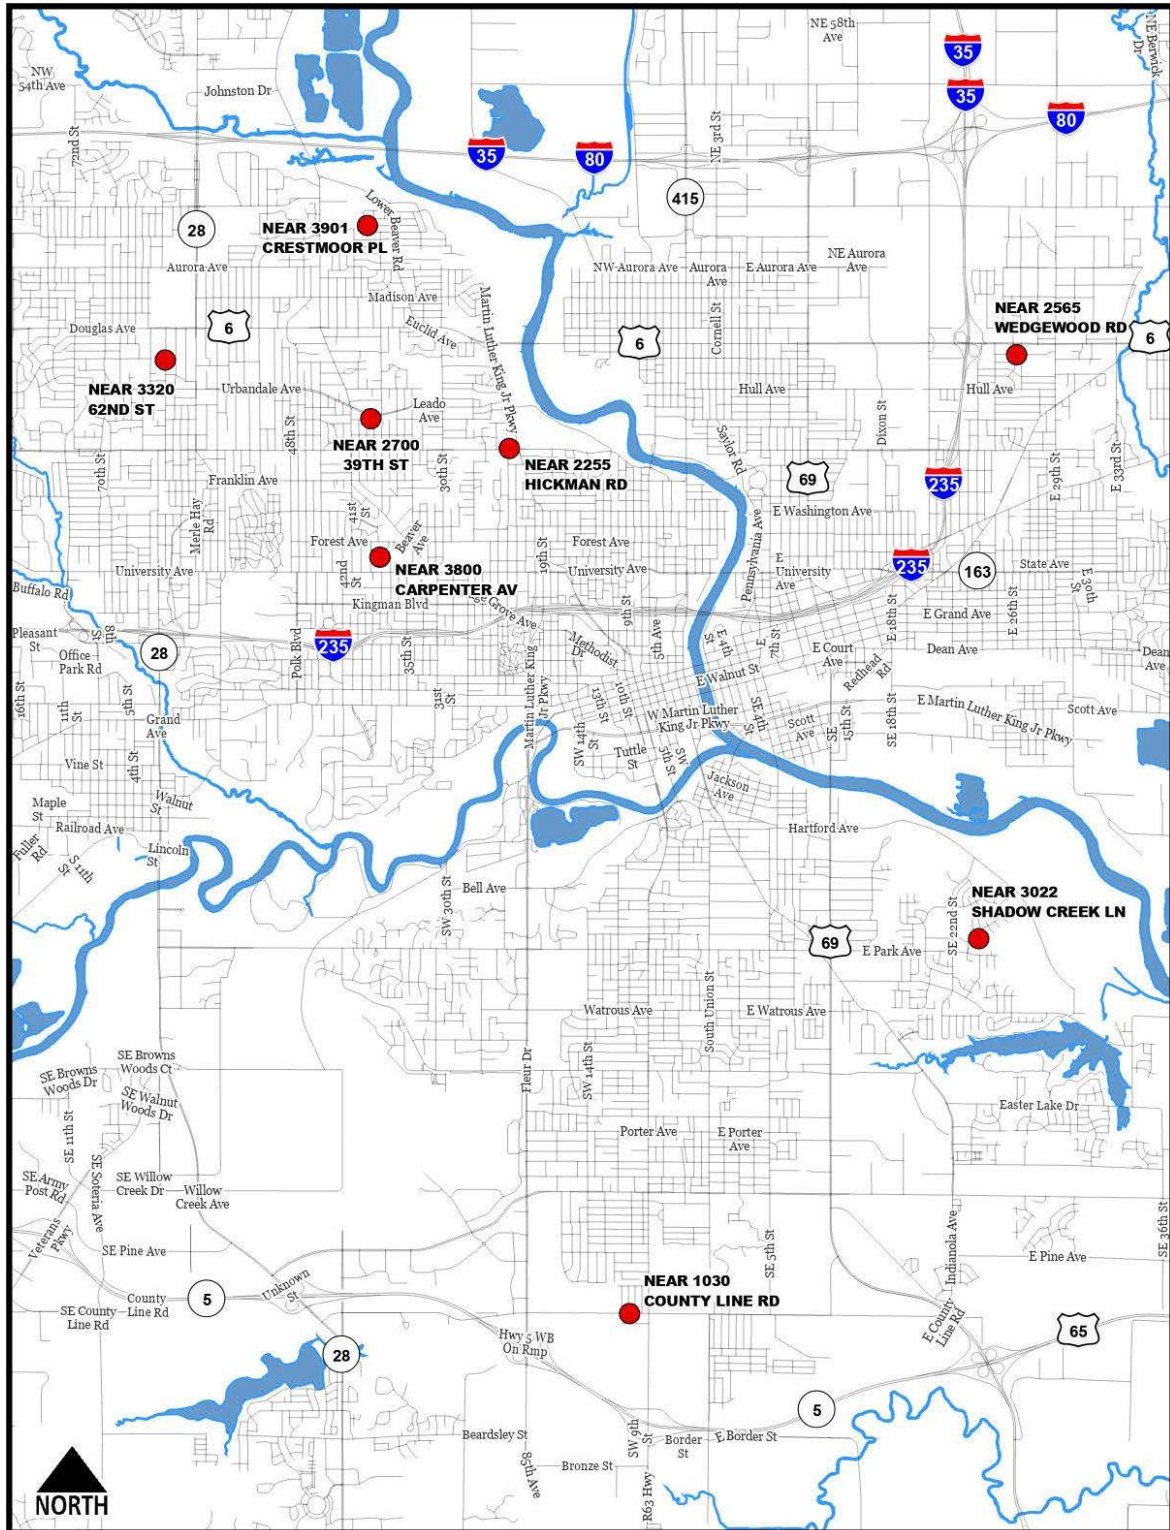 NE 58th
Ave
NE Berwick
Dr
35
NW
54th Ave
Johnston Dr
35
80
72nd St
NE 3rd St
35
80
415
Lower Beaver Rd
28
NEAR 3901
CRESTMOOR PL
Aurora Ave
NW Aurora Ave
Aurora
Ave
E Aurora Ave
NE Aurora
Ave
Madison Ave
Martin Luther King Jr Pkwy
Cornell St
NEAR 2565
WEDGEWOOD RD
Douglas Ave
6
Euclid Ave
6
6
NEAR 3320
62ND ST
Urbandale Ave
Leado
Ave
Hull Ave
Hull Ave
48th St
Dixon St
NEAR 2700
39TH ST
Saylor Rd
NEAR 2255
HICKMAN RD
70th St
30th St
69
235
E 29th St
E 33rd St
Franklin Ave
41st
St
E Washington Ave
Merle Hay
Rd
Beaver
Ave
Forest Ave
Forest Ave
19th St
Pennsylvania Ave
University Ave
42nd
St
NEAR 3800
CARPENTER AV
University Ave
E
University
Ave
235
163
State Ave
E 30th
St
Buffalo Rd
Kingman Blvd
Grove Ave
9th St
E 18th St
E Grand Ave
E 26th St
Pleasant
St
8th
St
Office
Park Rd
28
Polk Blvd
235
35th St
Methodist
Dr
5th Ave
E 4th
St
E
7th St
E Court
Ave
Redhead
Rd
Dean Ave
Dean
Ave
E Walnut St
16th St
11th
St
5th St
31st
St
Martin Luther King
Jr Pkwy
13th St
10th St
W Martin Luther
King Jr Pkwy
SE 4th
St
Scott
Ave
SE
15th St
SE 18th St
E Martin Luther King Jr Pkwy
Scott Ave
Grand
Ave
SW 14th
St
Tuttle
St
SW
5th St
Vine St
4th St
Jackson
Ave
Maple
St
Walnut
St
Railroad Ave
Hartford Ave
Fuller
Rd
S 11th
St
Lincoln
St
SW 30th St
Bell Ave
NEAR 3022
SHADOW CREEK LN
69
E Park Ave
SE 22nd St
Watrous Ave
South Union St
E Watrous Ave
SE Browns
Woods Ct
SE Browns
Woods Dr
Fleur Dr
SW 14th St
SE Walnut
Woods Dr
Easter Lake Dr
SE 11th St
Porter Ave
E Porter
Ave
SE Army
Post Rd
SE Soteria Ave
SE Willow
Creek Dr
Willow
Creek Ave
Veterans
Pkwy
SE Pine Ave
SE 5th St
Indianola Ave
E Pine Ave
SE 36th St
Unknown
St
NEAR 1030
COUNTY LINE RD
County
Line Rd
SE County
Line Rd
5
Hwy 5 WB
On Rmp
E County
Line Rd
65
28
5
SW 9th
St
Beardsley St
Border
St
E Border St
85th Ave
Bronze St
R63 Hwy
NORTH